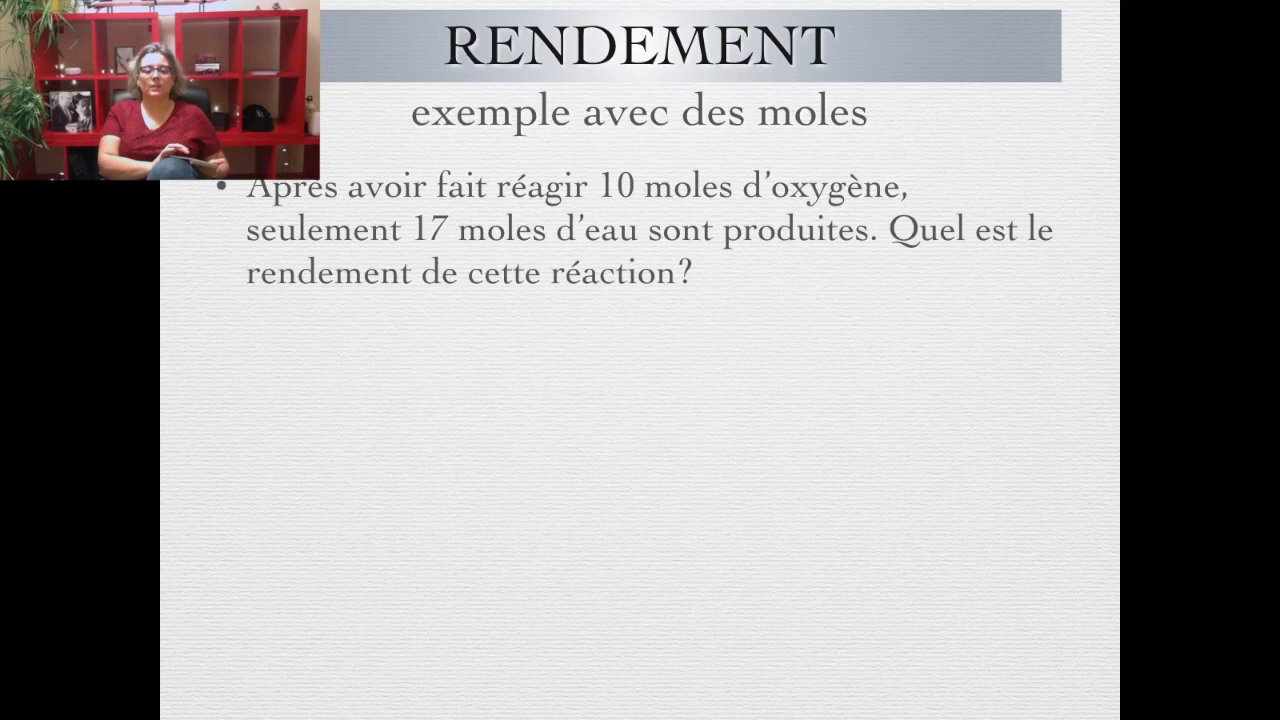 RENDEMENT
exemple avec des moles
• Après avoir fait réagir 10 moles d’oxygène,
seulement 17 moles d’eau sont produites. Quel est le
rendement de cette réaction?